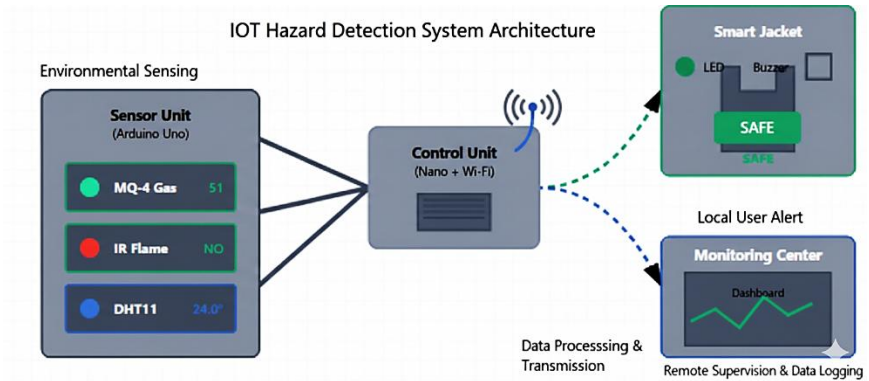 IOT Hazard Detection System Architecture
Environmental Sensing
Sensor Unit
(Arduino Uno)
MQ-4 Gas 51
IR Flame NO
DHT11 24.0°
Control Unit
(Nano + Wi-Fi)
Data Processsing &
Transmission
Smart Jacket
LED Buzzer
SAFE
SAFE
Local User Alert
Monitoring Center
Dashboard
Remote Supervision & Data Logging